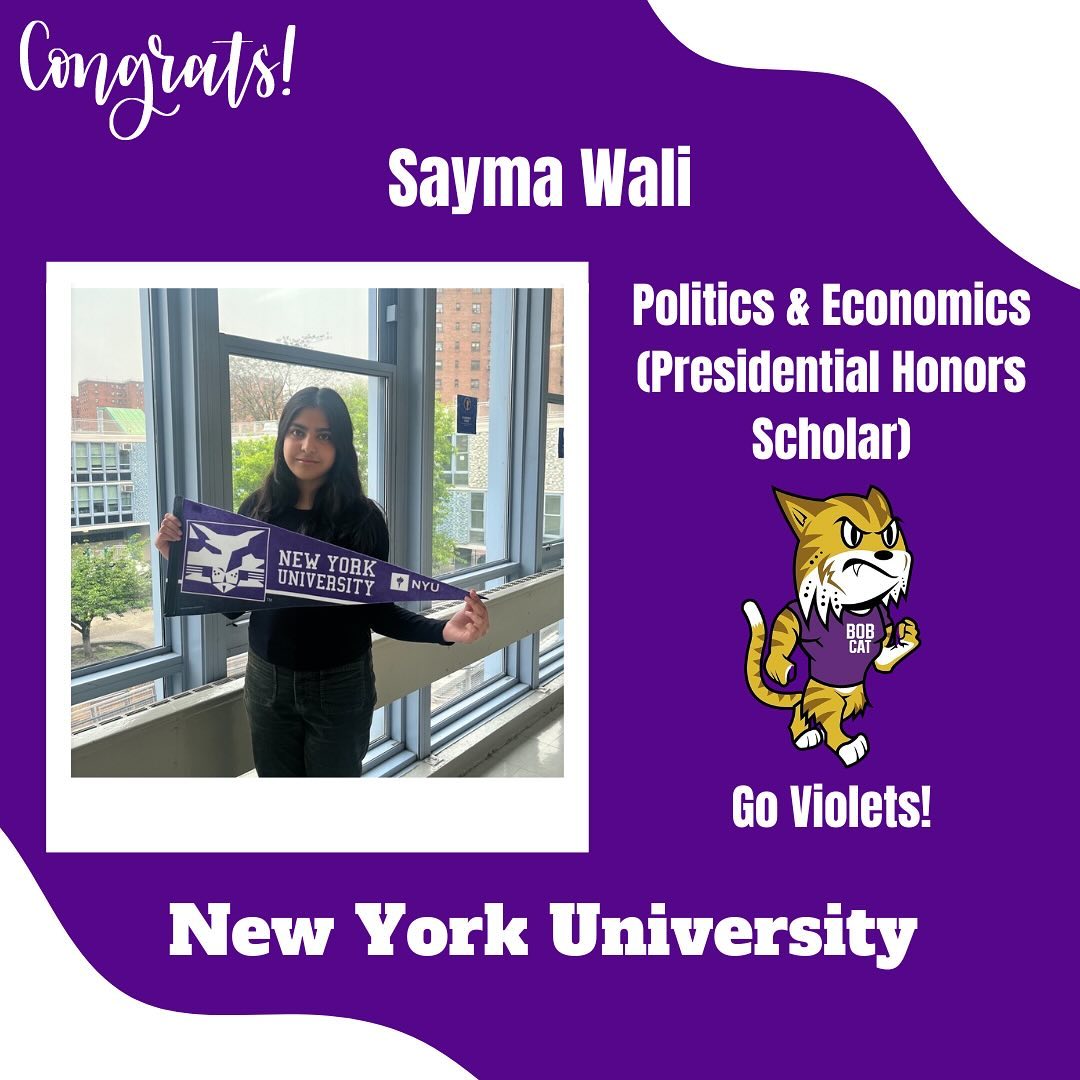 Congrats!
Sayma Wali
Politics & Economics
(Presidential Honors
Scholar)
NEW YORK
UNIVERSITY
NYU
BOB
CAT
Go Violets!
New York University